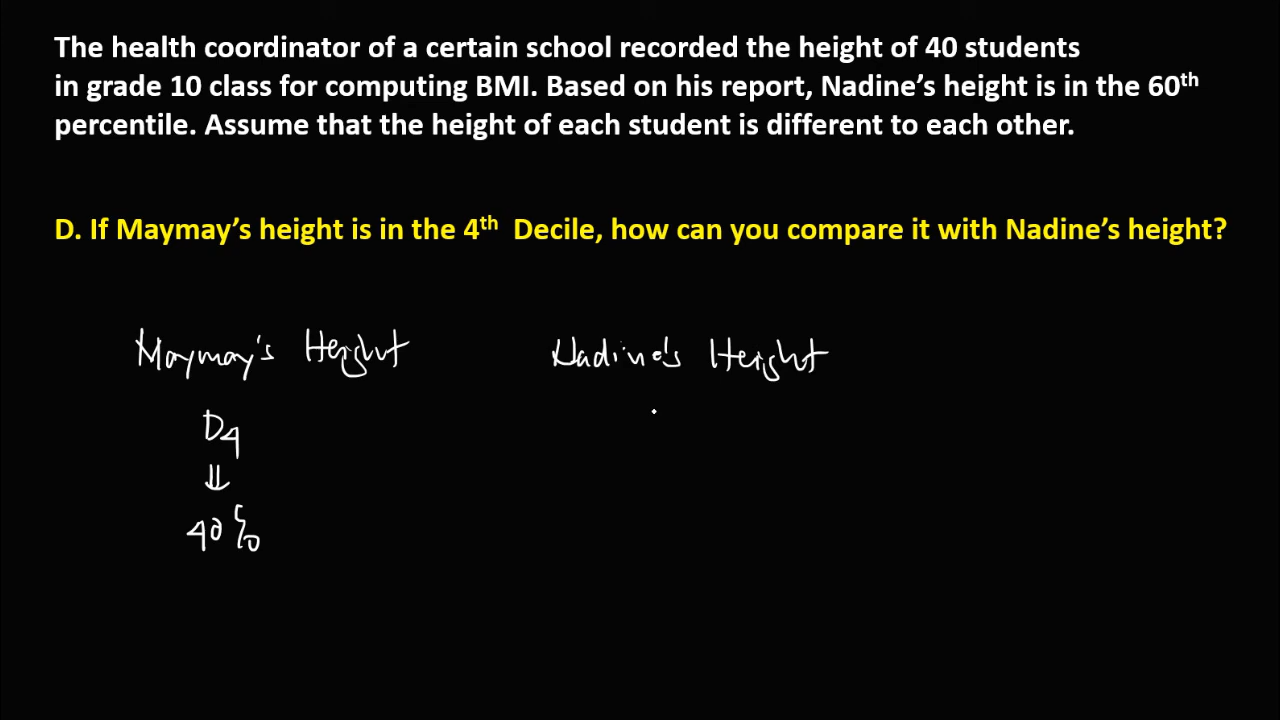 The health coordinator of a certain school recorded the height of 40 students
in grade 10 class for computing BMI. Based on his report, Nadine's height is in the 60th
percentile. Assume that the height of each student is different to each other.
D. If Maymay's height is in the 4th Decile, how can you compare it with Nadine's height?
Maymay's Height Nadine's Height
D4
⇓
40%